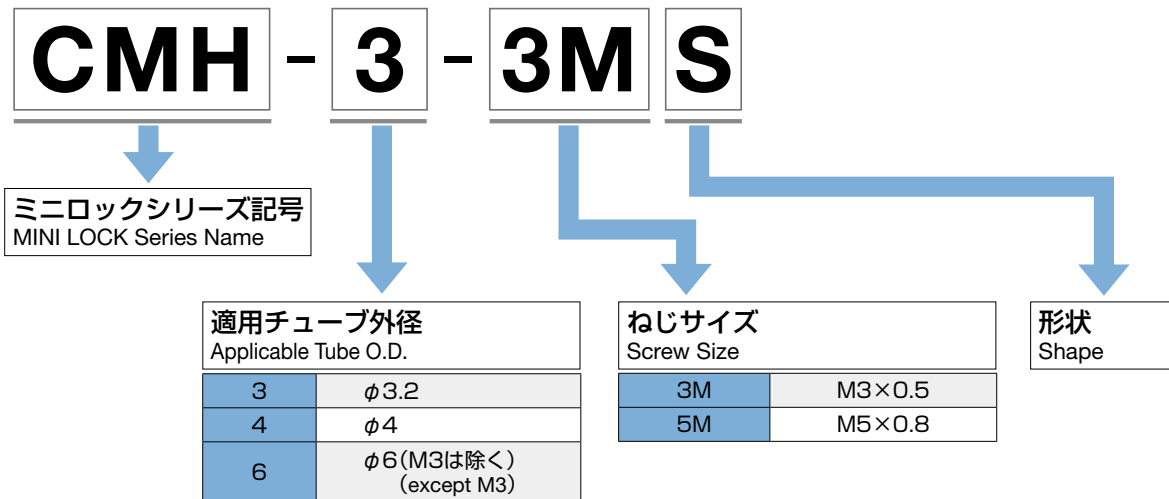 CMH - 3 - 3M S
ミニロックシリーズ記号
MINI LOCK Series Name
適用チューブ外径
Applicable Tube O.D.
3 φ3.2
4 φ4
6 φ6(M3は除く)
(except M3)
ねじサイズ
Screw Size
3M M3×0.5
5M M5×0.8
形状
Shape